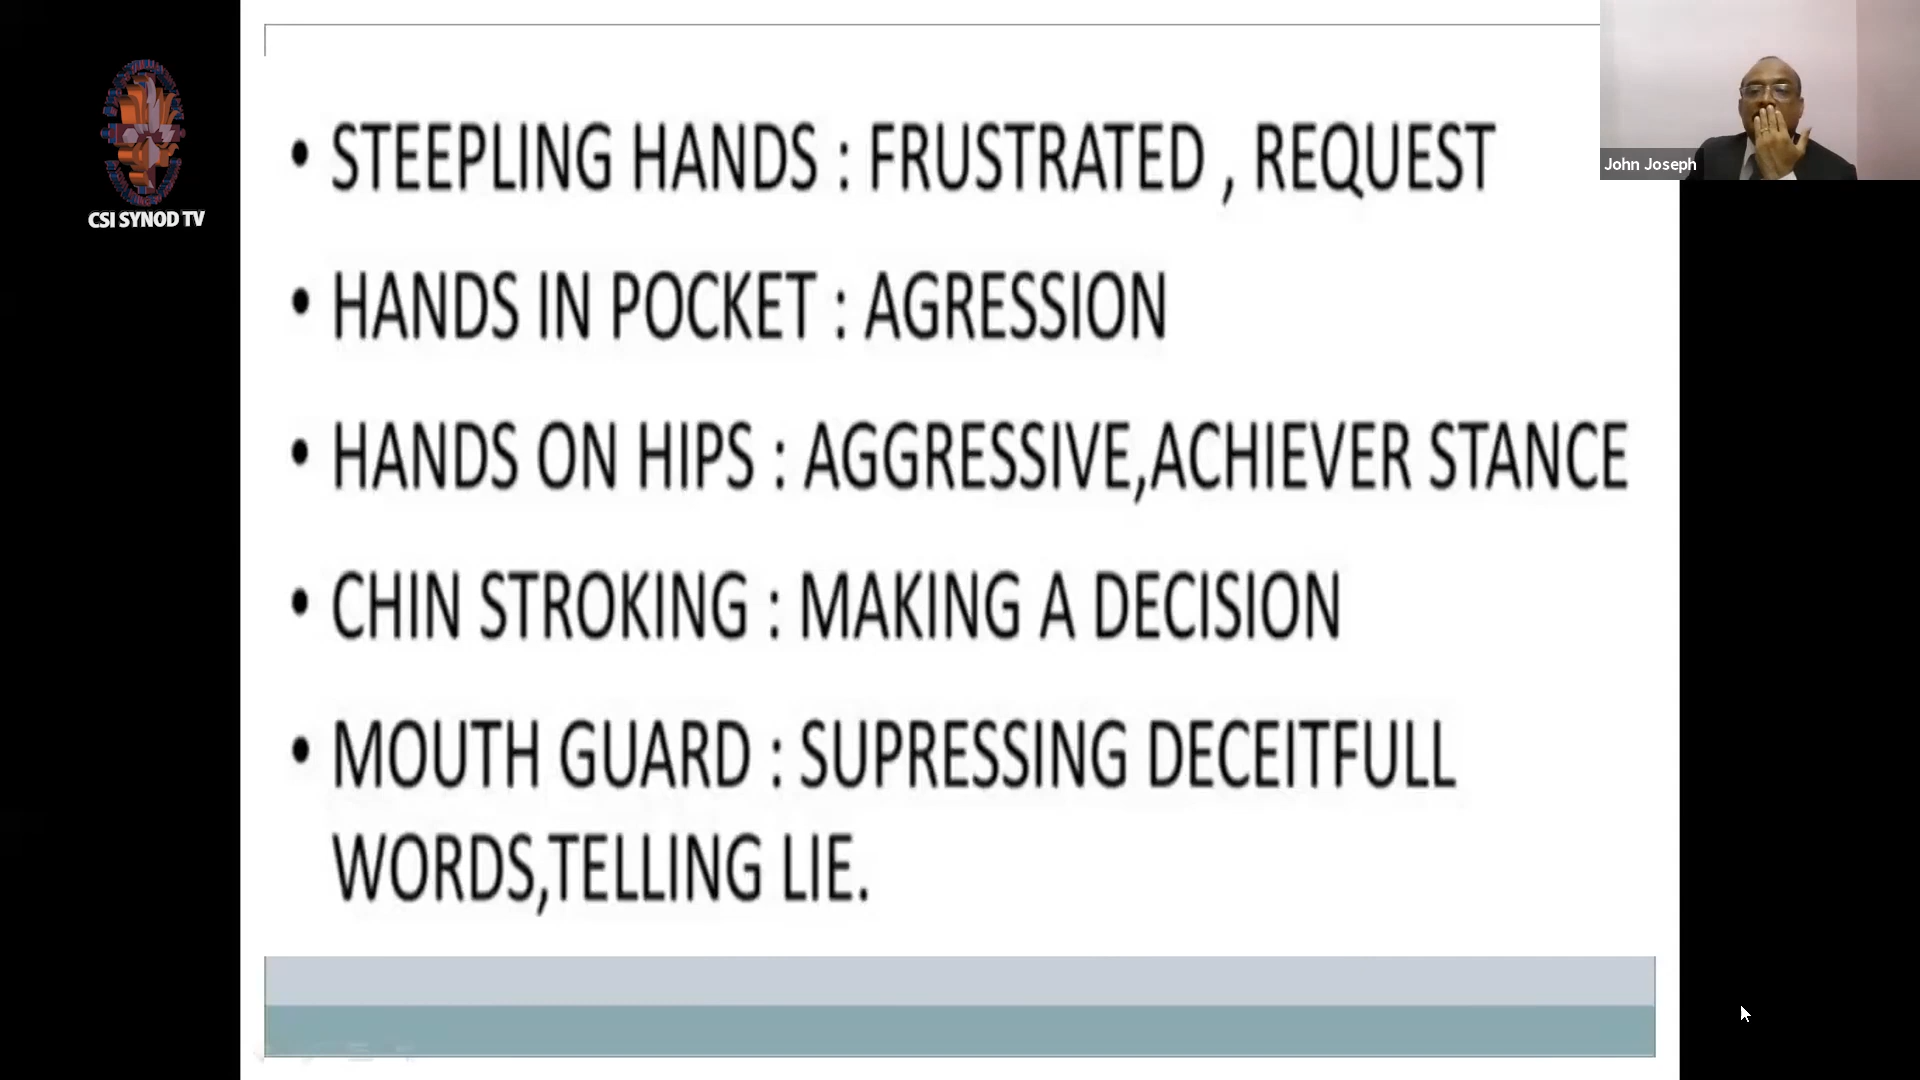 CSI SYNOD TV
• STEEPLING HANDS : FRUSTRATED , REQUEST
• HANDS IN POCKET : AGRESSION
• HANDS ON HIPS : AGGRESSIVE,ACHIEVER STANCE
• CHIN STROKING : MAKING A DECISION
• MOUTH GUARD : SUPRESSING DECEITFULL
WORDS,TELLING LIE.
John Joseph